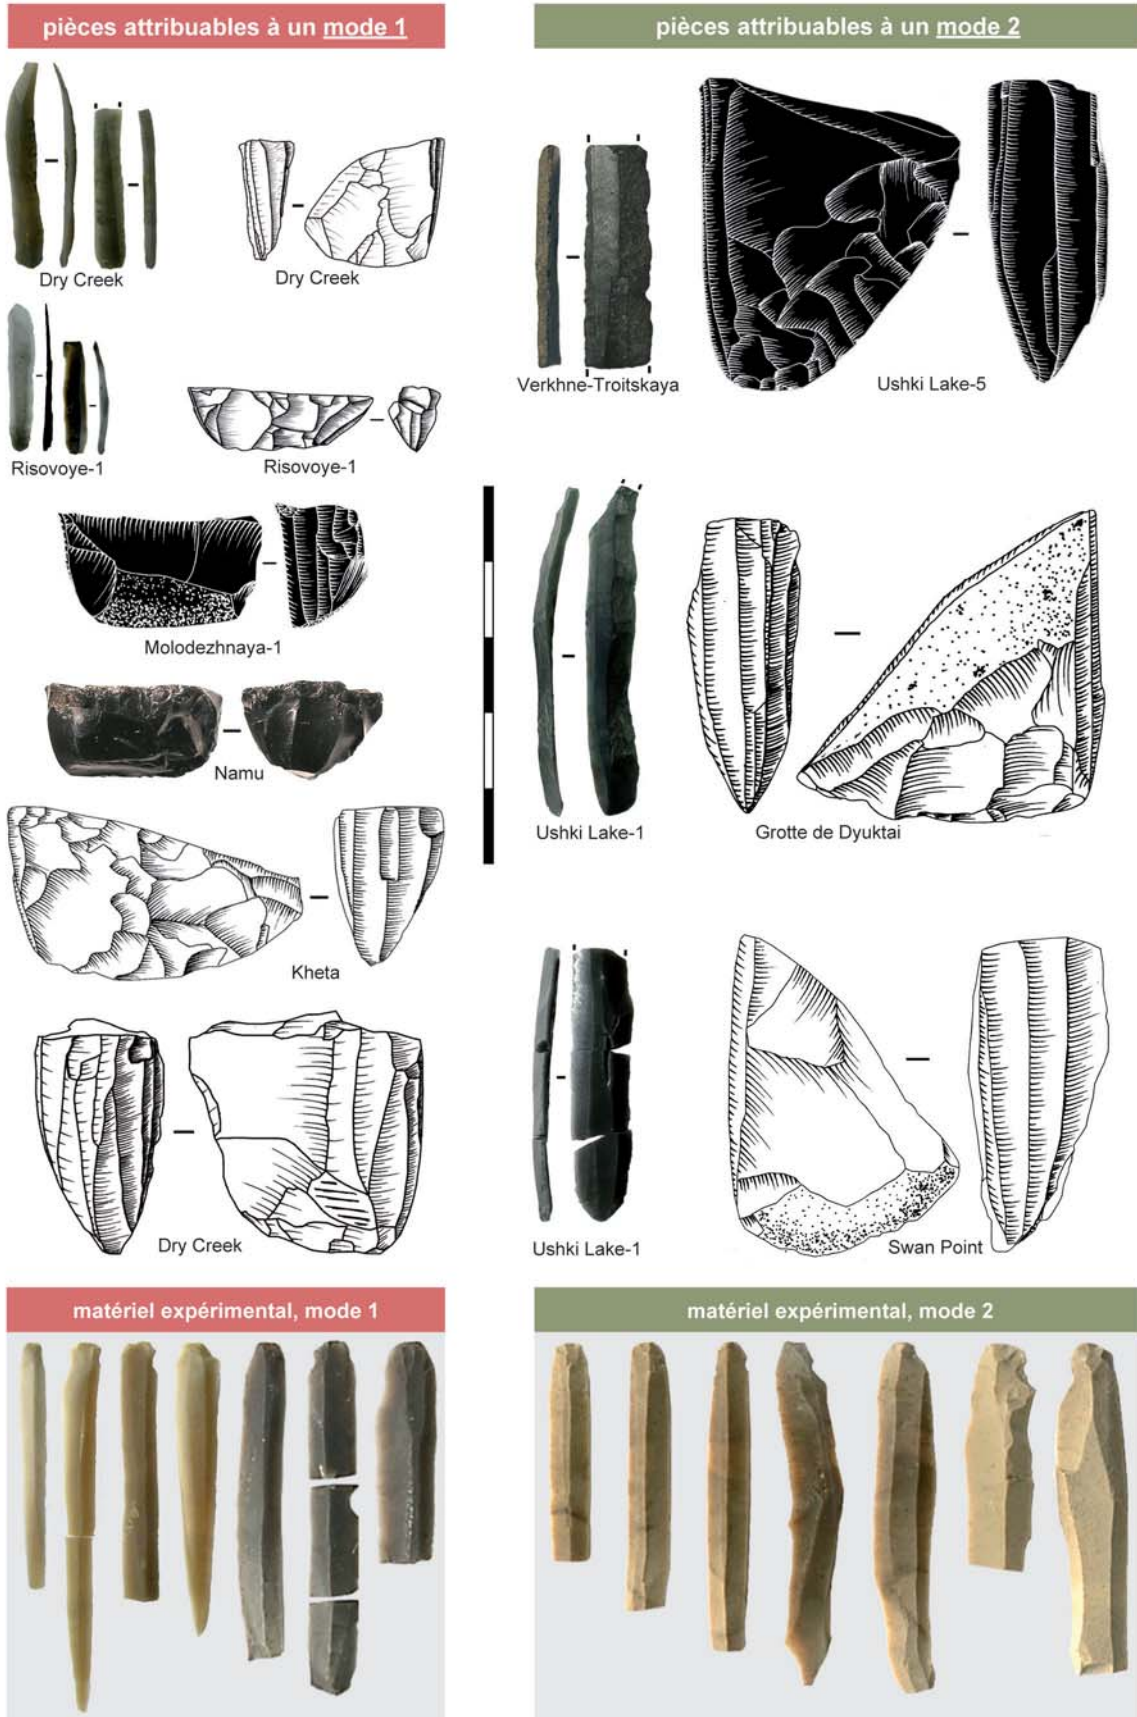 pièces attribuables à un mode 1
Dry Creek
Dry Creek
Risovoye-1
Risovoye-1
Molodezhnaya-1
Namu
Kheta
Dry Creek
pièces attribuables à un mode 2
Verkhne-Troitskaya
Ushki Lake-5
Ushki Lake-1
Grotte de Dyuktai
Ushki Lake-1
Swan Point
matériel expérimental, mode 1
matériel expérimental, mode 2